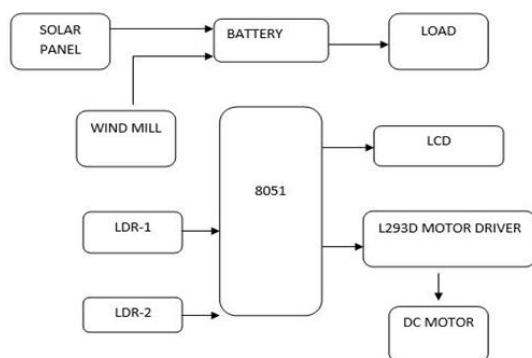 SOLAR
PANEL
BATTERY
LOAD
WIND MILL
LCD
8051
LDR-1
L293D MOTOR DRIVER
LDR-2
DC MOTOR